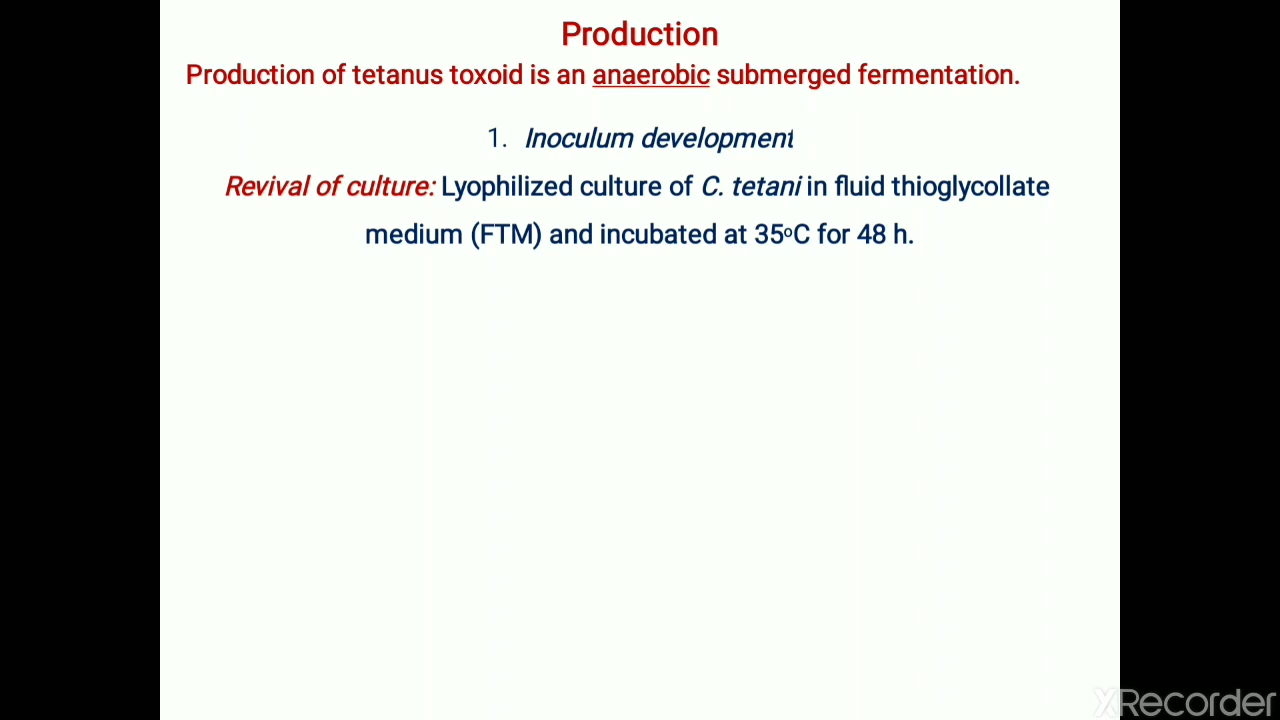 Production
Production of tetanus toxoid is an anaerobic submerged fermentation.
1. Inoculum development
Revival of culture: Lyophilized culture of C. tetani in fluid thioglycollate
medium (FTM) and incubated at 35ºC for 48 h.
XRecorder